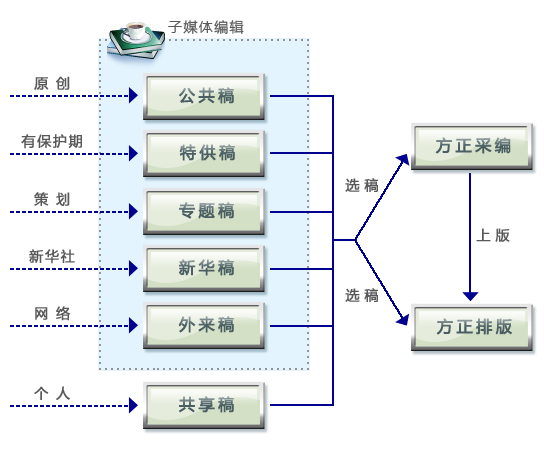 子媒体编辑
原 创
公共稿
有保护期
特供稿
方正采编
策 划
专题稿
选 稿
上 版
新华社
新华稿
选 稿
网 络
外来稿
方正排版
个 人
共享稿